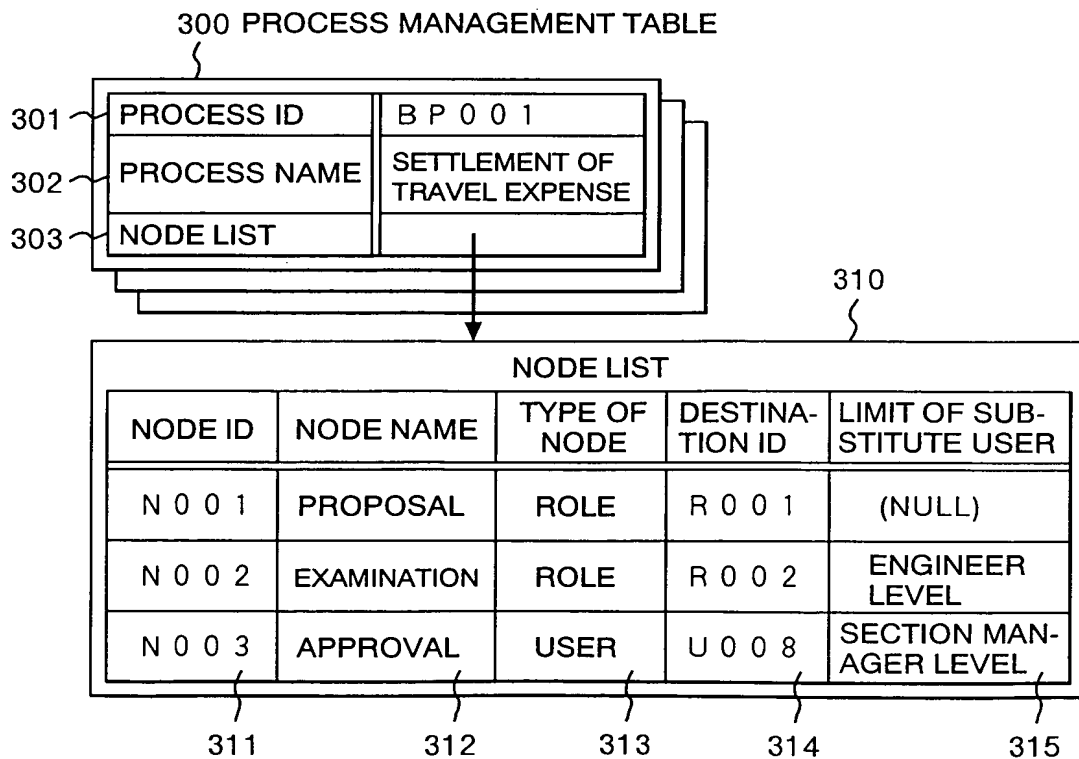 300 PROCESS MANAGEMENT TABLE
301 PROCESS ID BP001
302 PROCESS NAME SETTLEMENT OF
TRAVEL EXPENSE
303 NODE LIST
310
NODE LIST
NODE ID NODE NAME TYPE OF
NODE DESTINA-
TION ID LIMIT OF SUB-
STITUTE USER
N001 PROPOSAL ROLE R001 (NULL)
N002 EXAMINATION ROLE R002 ENGINEER
LEVEL
N003 APPROVAL USER U008 SECTION MAN-
AGER LEVEL
311 312 313 314 315